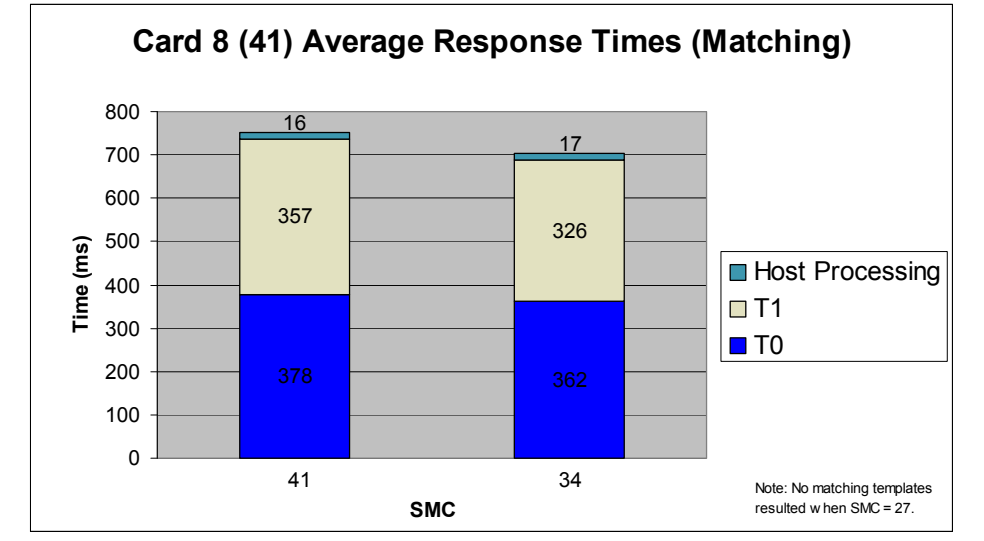 Card 8 (41) Average Response Times (Matching)
800
700
600
500
400
300
200
100
0
Time (ms)
16
357
378
17
326
362
41
34
SMC
Host Processing
T1
T0
Note: No matching templates
resulted when SMC = 27.